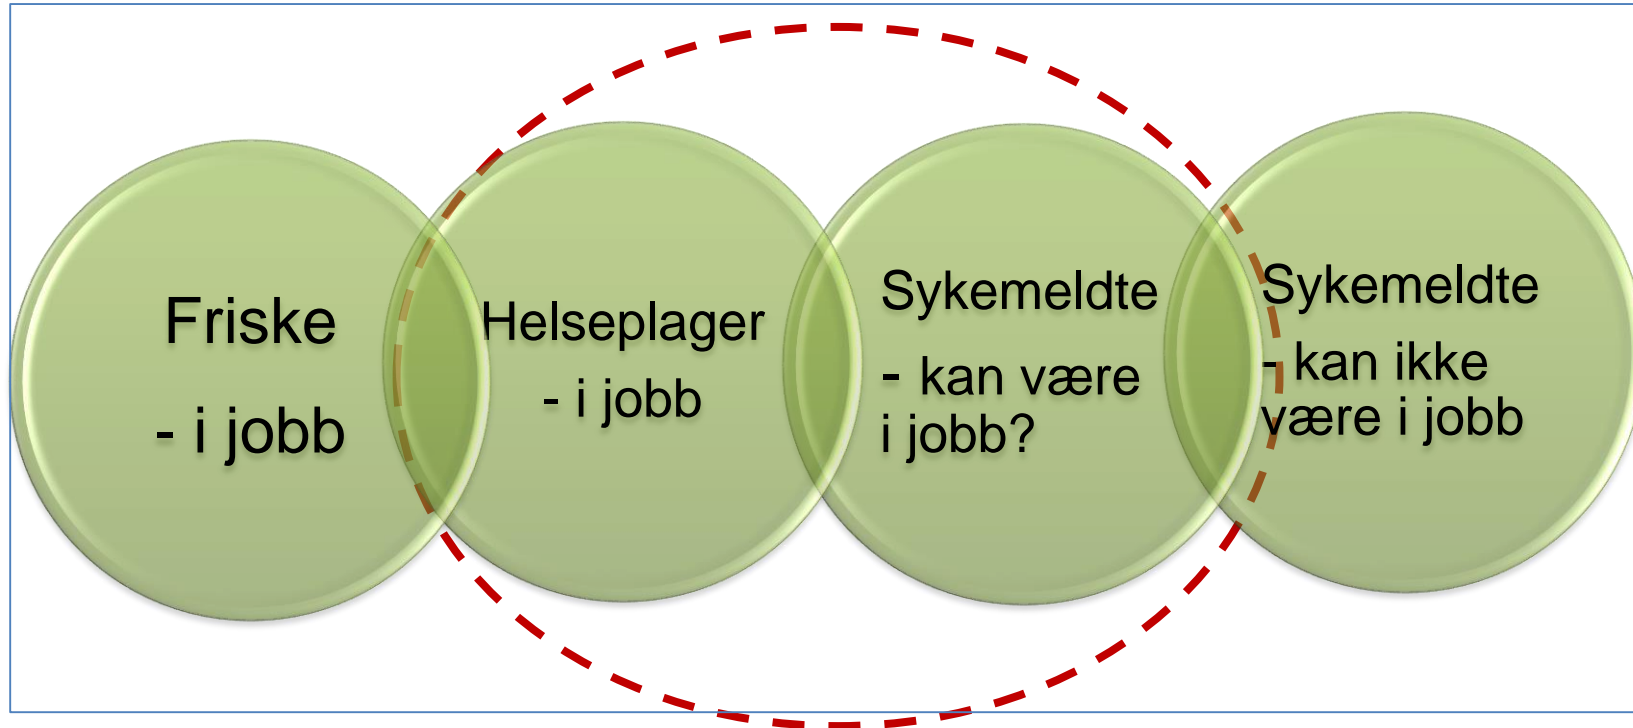 Friske
- i jobb
Helseplager
- i jobb
Sykemeldte
- kan være
i jobb?
Sykemeldte
- kan ikke
være i jobb